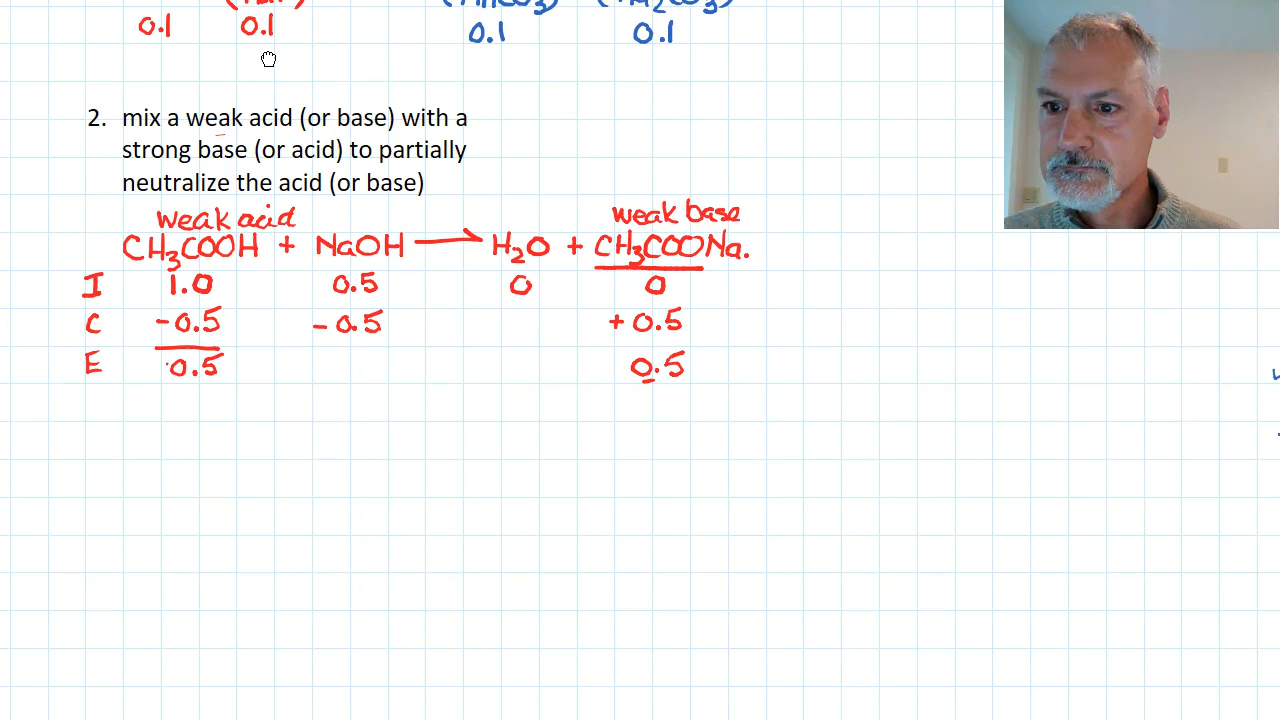 0.1 0.1 0.1 0.1
2. mix a weak acid (or base) with a
strong base (or acid) to partially
neutralize the acid (or base)
weak acid weak base
CH₃COOH + NaOH → H₂O + CH₃COONa.
I 1.0 0.5 0 0
C -0.5 -0.5 +0.5
E 0.5 0.5